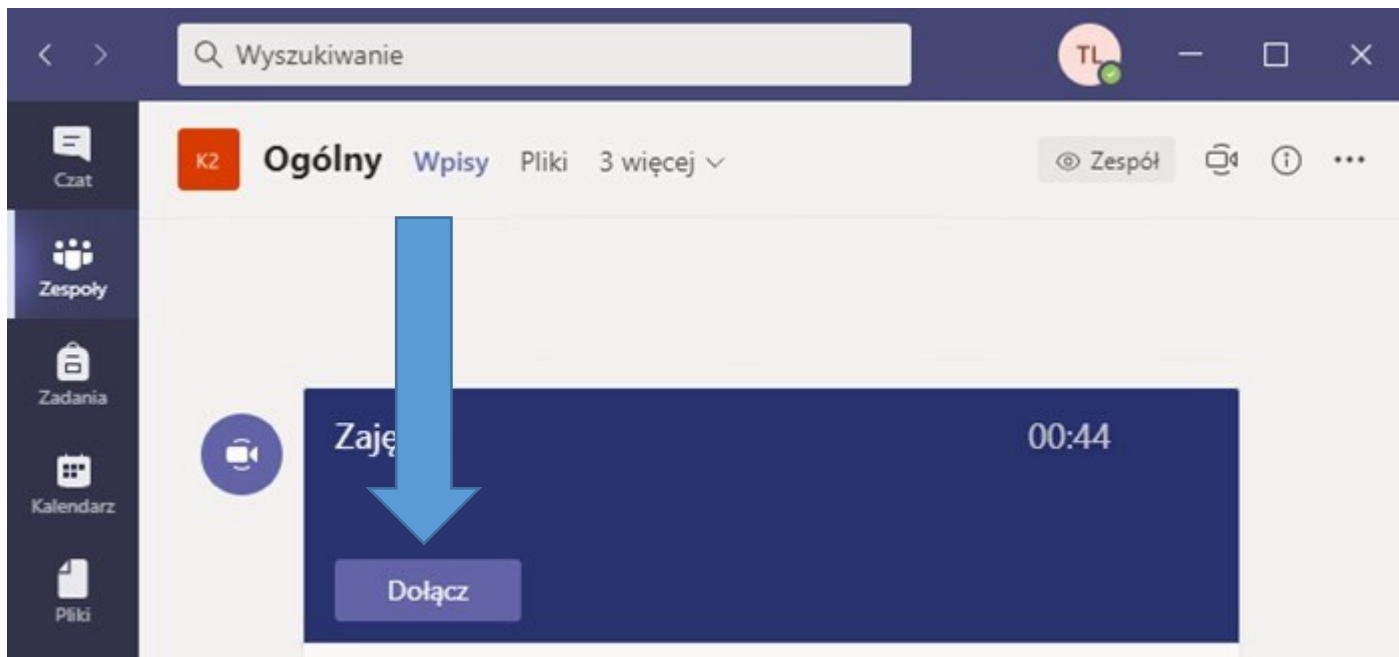 Wyszukiwanie
TL
Czat
K2 Ogólny Wpisy Pliki 3 więcej Zespół
Zespoły
Zadania
00:44
Kalendarz
Dołącz
Pliki